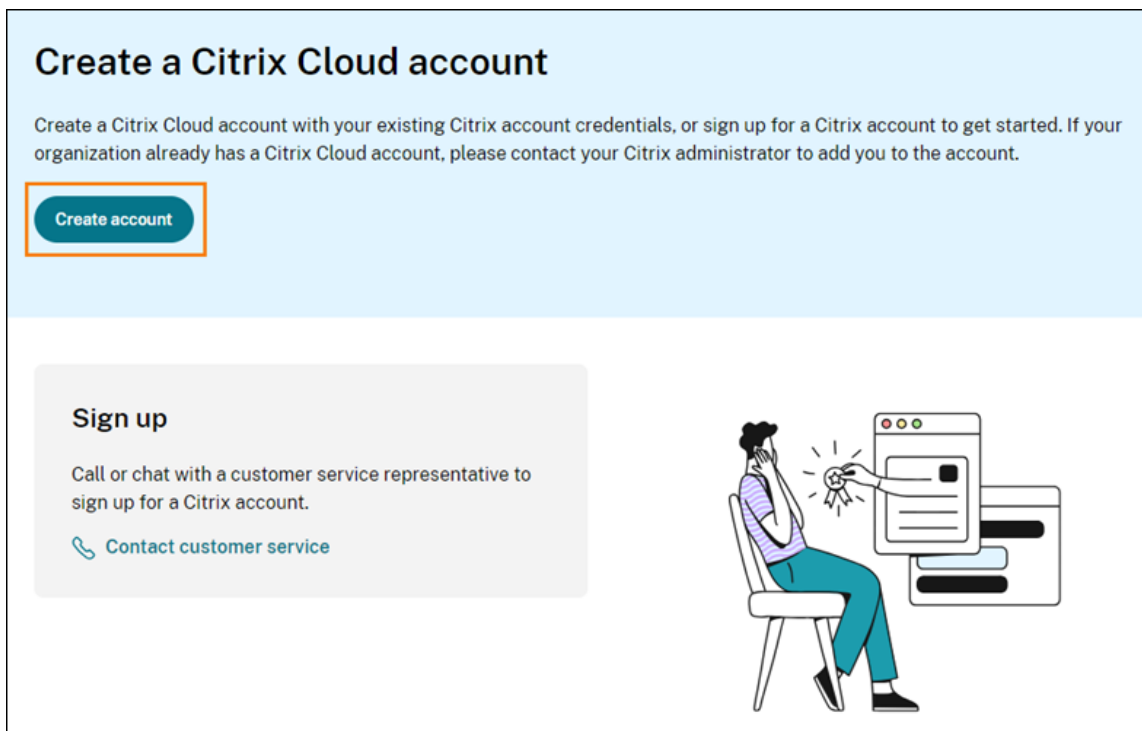 Create a Citrix Cloud account
Create a Citrix Cloud account with your existing Citrix account credentials, or sign up for a Citrix account to get started. If your
organization already has a Citrix Cloud account, please contact your Citrix administrator to add you to the account.
Create account
Sign up
Call or chat with a customer service representative to
sign up for a Citrix account.
Contact customer service